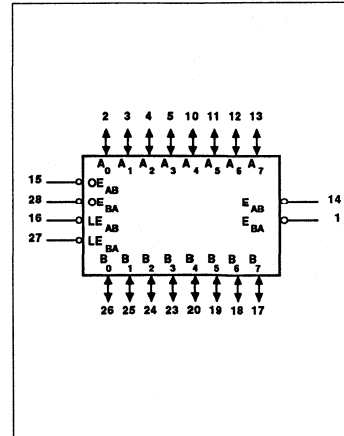 2 3 4 5 10 11 12 13
A0 A1 A2 A3 A4 A5 A6 A7
15 OEAB
28 OEBA EAB 14
16 LEAB EBA 1
27 LEBA
B0 B1 B2 B3 B4 B5 B6 B7
26 25 24 23 20 19 18 17